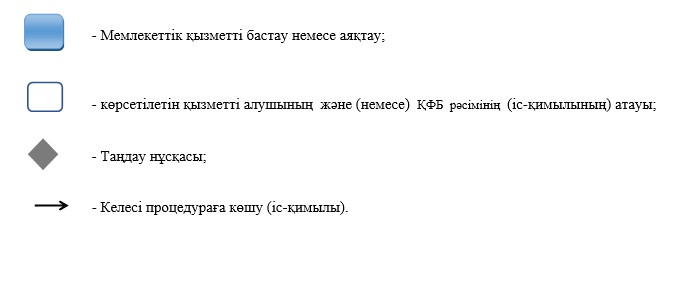 - Мемлекеттік қызметті бастау немесе аяқтау;
- көрсетілетін қызметті алушының және (немесе) ҚФБ рәсімінің (іс-қимылының) атауы;
- Таңдау нұсқасы;
- Келесі процедураға көшу (іс-қимылы).